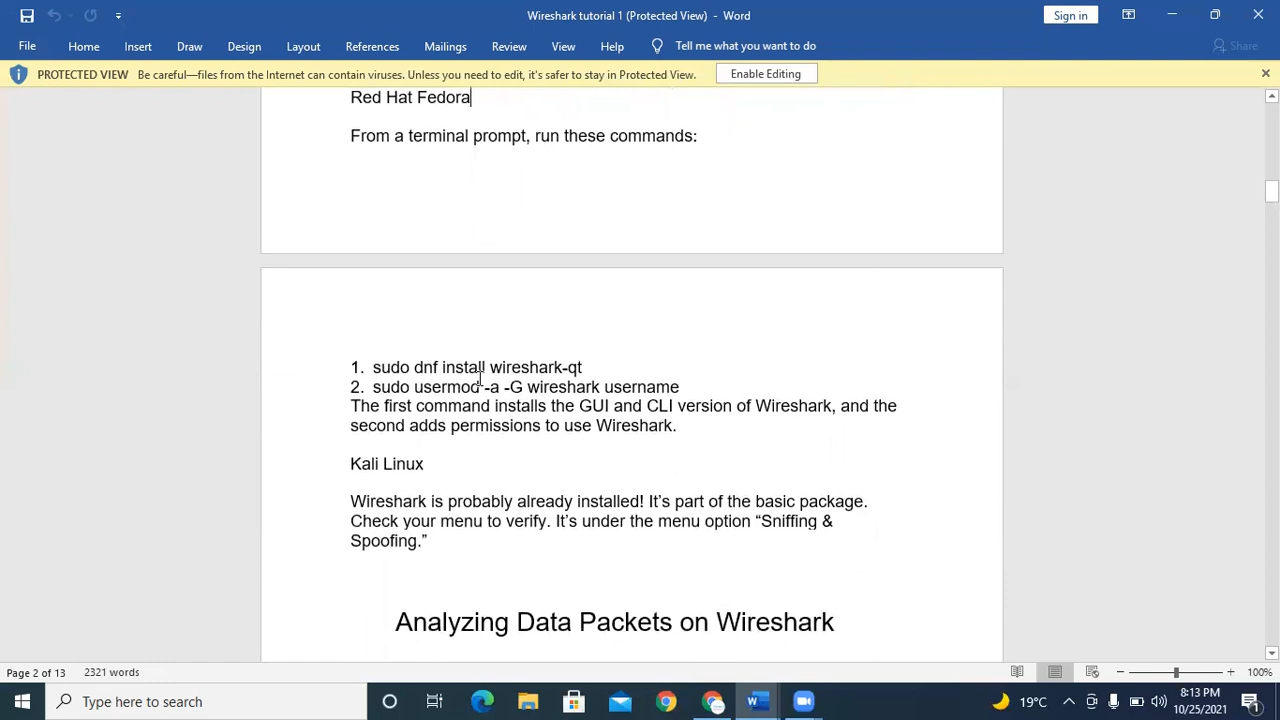 Wireshark tutorial 1 (Protected View) - Word
Sign in
File Home Insert Draw Design Layout References Mailings Review View Help Tell me what you want to do Share
PROTECTED VIEW Be careful—files from the Internet can contain viruses. Unless you need to edit, it's safer to stay in Protected View. Enable Editing
Red Hat Fedora
From a terminal prompt, run these commands:
1. sudo dnf install wireshark-qt
2. sudo usermod -a -G wireshark username
The first command installs the GUI and CLI version of Wireshark, and the
second adds permissions to use Wireshark.
Kali Linux
Wireshark is probably already installed! It’s part of the basic package.
Check your menu to verify. It’s under the menu option “Sniffing &
Spoofing.”
Analyzing Data Packets on Wireshark
Page 2 of 13 2321 words 100%
Type here to search
19°C
8:13 PM
10/25/2021
1